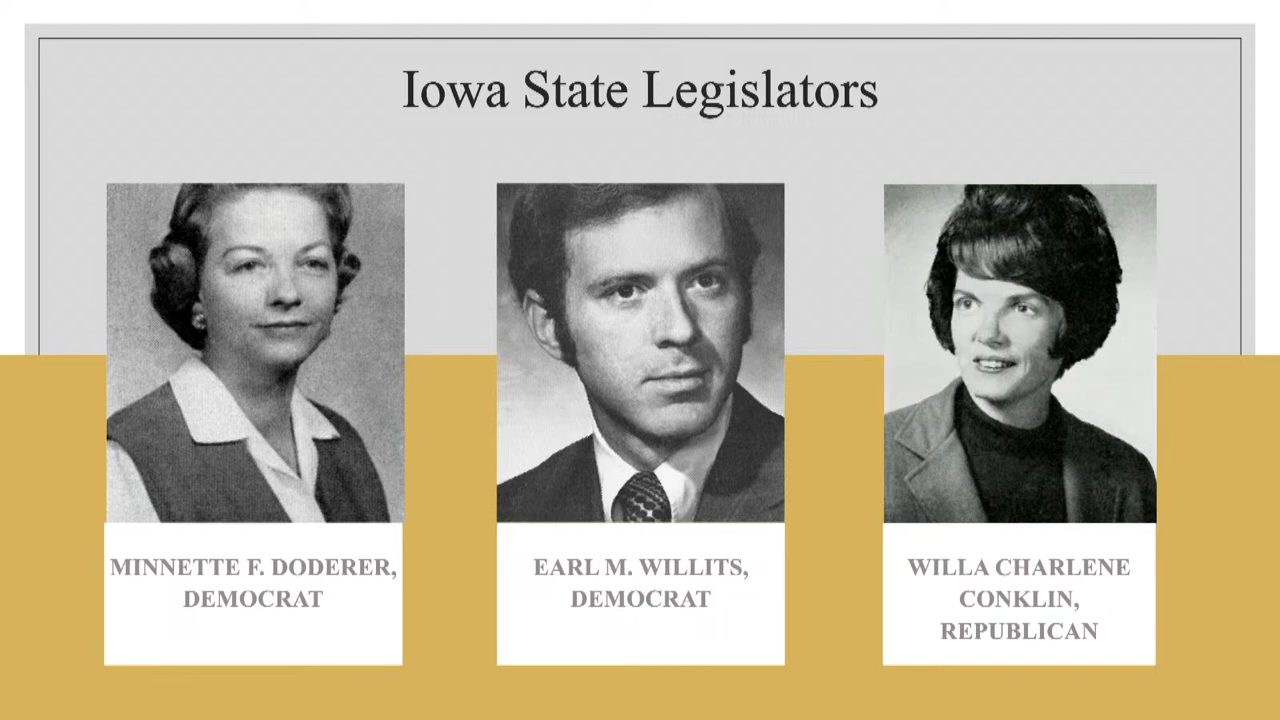 Iowa State Legislators
MINNETTE F. DODERER,
DEMOCRAT
EARL M. WILLITS,
DEMOCRAT
WILLA CHARLENE
CONKLIN,
REPUBLICAN